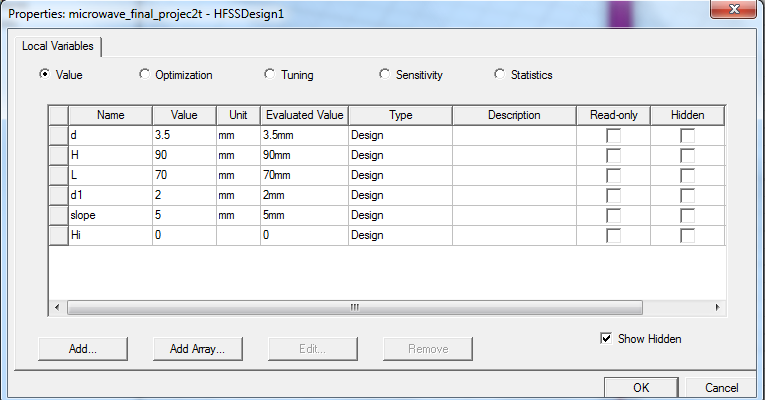 Properties: microwave_final_projec2t - HFSSDesign1
Local Variables
Value Optimization Tuning Sensitivity Statistics
Name Value Unit Evaluated Value Type Description Read-only Hidden
d 3.5 mm 3.5mm Design
H 90 mm 90mm Design
L 70 mm 70mm Design
d1 2 mm 2mm Design
slope 5 mm 5mm Design
Hi 0 0 Design
Show Hidden
Add... Add Array... Edit... Remove
OK Cancel